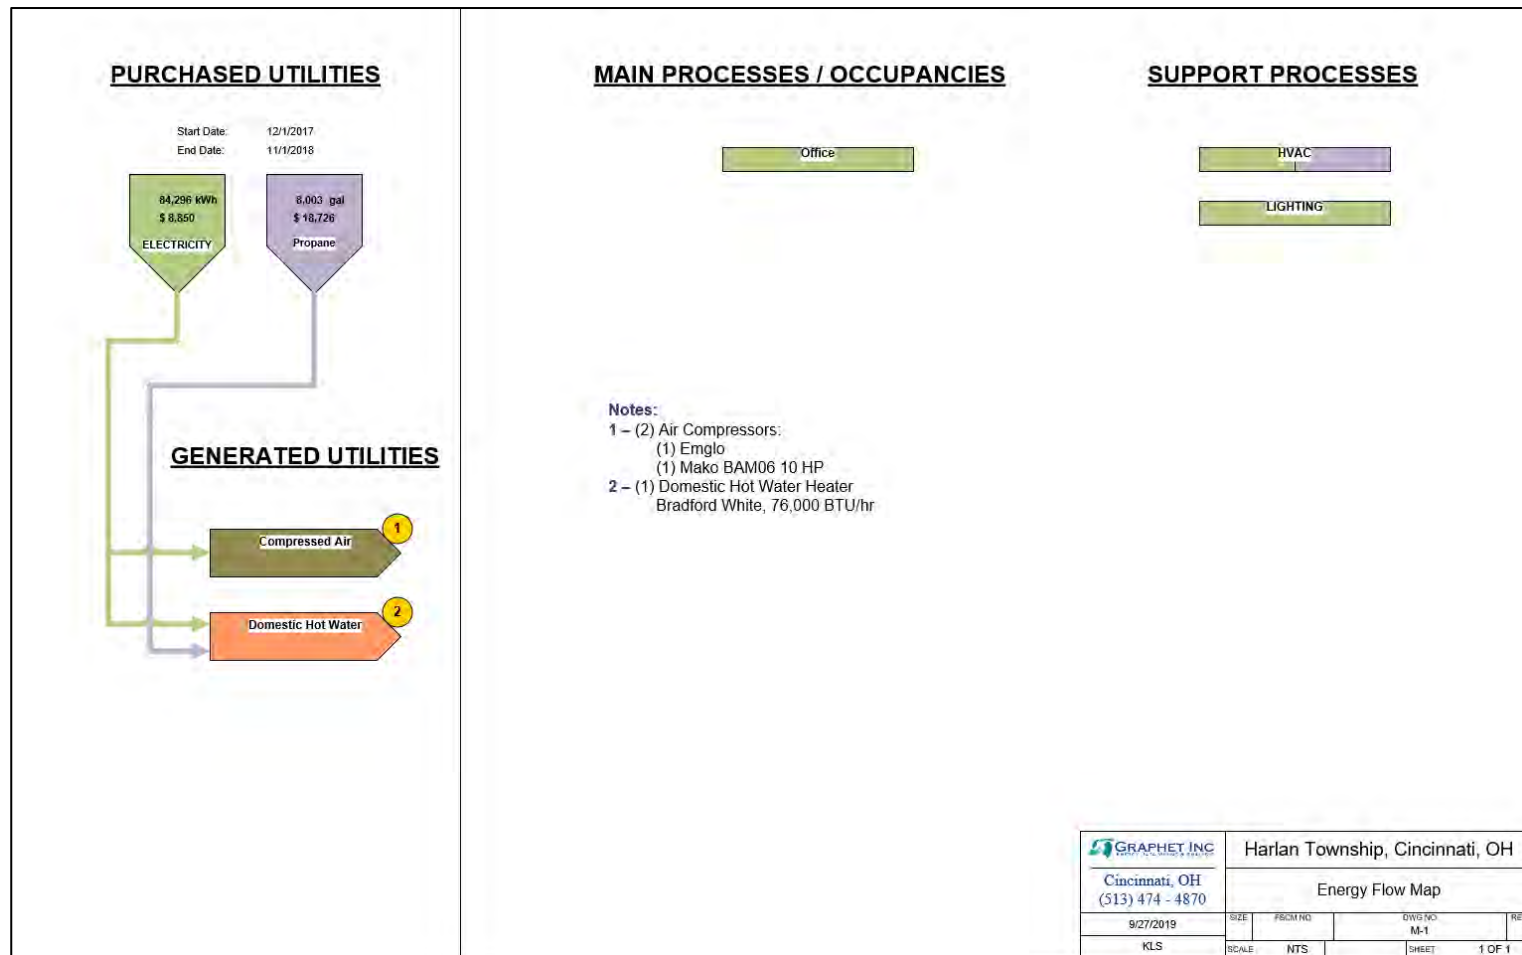 PURCHASED UTILITIES
Start Date: 12/1/2017
End Date: 11/1/2018
84,296 kWh
$ 8,850
ELECTRICITY
8,003 gal
$ 18,726
Propane
GENERATED UTILITIES
Compressed Air
1
Domestic Hot Water
2
MAIN PROCESSES / OCCUPANCIES
Office
Notes:
1 – (2) Air Compressors:
(1) Emglo
(1) Mako BAM06 10 HP
2 – (1) Domestic Hot Water Heater
Bradford White, 76,000 BTU/hr
SUPPORT PROCESSES
HVAC
LIGHTING
GRAPHET INC
Cincinnati, OH
(513) 474 - 4870
9/27/2019
KLS
Harlan Township, Cincinnati, OH
Energy Flow Map
SIZE FSCM NO DWG NO RE
M-1
SCALE NTS SHEET 1 OF 1